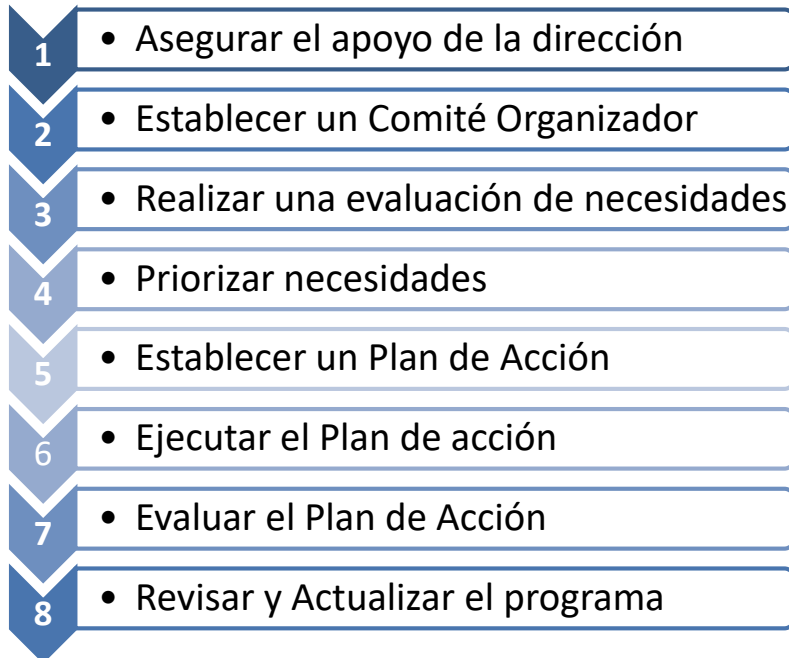 1 • Asegurar el apoyo de la dirección
2 • Establecer un Comité Organizador
3 • Realizar una evaluación de necesidades
4 • Priorizar necesidades
5 • Establecer un Plan de Acción
6 • Ejecutar el Plan de acción
7 • Evaluar el Plan de Acción
8 • Revisar y Actualizar el programa